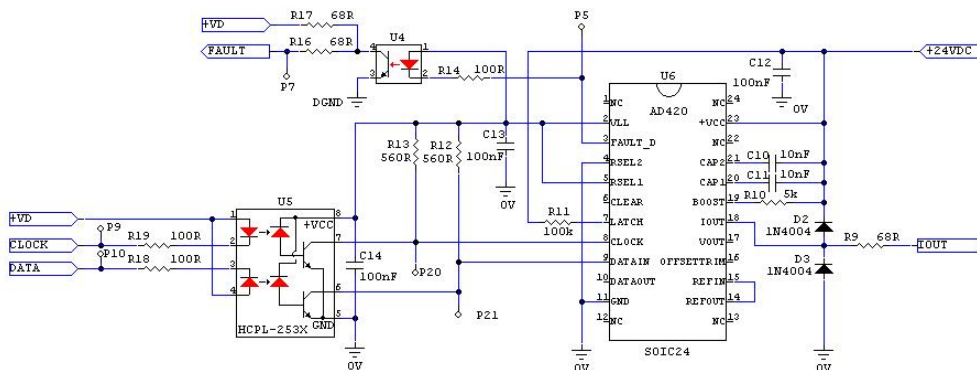 R17 68R
+VD
FAULT
R16 68R
P7
U4
4 1
3 2
DGND
R14 100R
P5
+24VDC
C12
100nF
0V
U6
AD420
1 NC NC 24
2 VLL +VCC 23
3 FAULT_D NC 22
4 RSEL2 CAP2 21
5 RSEL1 CAP1 20
6 CLEAR BOOST 19
7 LATCH IOUT 18
8 CLOCK VOUT 17
9 DATAIN OFFSETTRIM 16
10 DATAOUT REFIN 15
11 GND REFOUT 14
12 NC NC 13
SOIC24
C10 10nF
C11 10nF
R10 5k
R13
560R
R12
560R
C13
100nF
0V
R11
100k
D2
1N4004
D3
1N4004
R9 68R
IOUT
0V
0V
+VD
P9
CLOCK
P10
DATA
R19 100R
R18 100R
U5
1 +VCC 8
2 7
3 6
4 GND 5
HCPL-253X
C14
100nF
0V
P20
P21